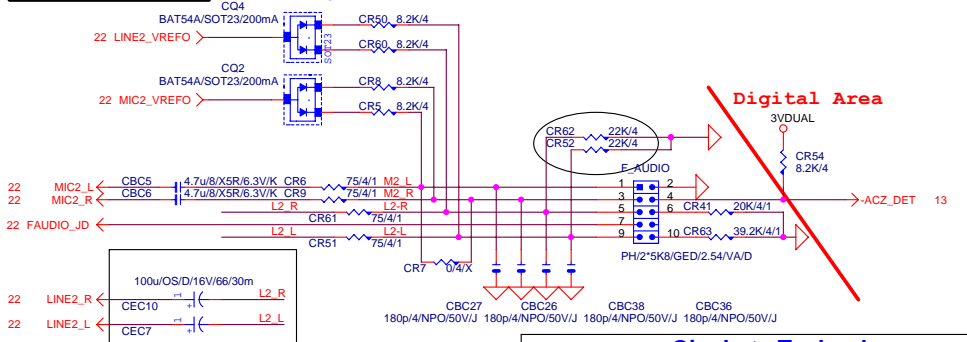 CQ4
BAT54A/SOT23/200mA
22 LINE2_VREFO
SOT23
CR50 8.2K/4
CR60 8.2K/4
CQ2
BAT54A/SOT23/200mA
22 MIC2_VREFO
CR8 8.2K/4
CR5 8.2K/4
Digital Area
3VDUAL
CR62 22K/4
CR52 22K/4
CR54
8.2K/4
F_AUDIO
22 MIC2_L CBC5 4.7u/8/X5R/6.3V/K CR6 75/4/1 M2_L 1 2
22 MIC2_R CBC6 4.7u/8/X5R/6.3V/K CR9 75/4/1 M2_R 3 4 -ACZ_DET 13
L2_R CR61 75/4/1 L2-R 5 6 CR41 20K/4/1
22 FAUDIO_JD 7
L2_L CR51 75/4/1 L2-L 9 10 CR63 39.2K/4/1
PH/2*5K8/GED/2.54/VA/D
CR7 0/4/X
100u/OS/D/16V/66/30m
22 LINE2_R CEC10 1 + L2_R
22 LINE2_L CEC7 1 + L2_L
CBC27 CBC26 CBC38 CBC36
180p/4/NPO/50V/J 180p/4/NPO/50V/J 180p/4/NPO/50V/J 180p/4/NPO/50V/J